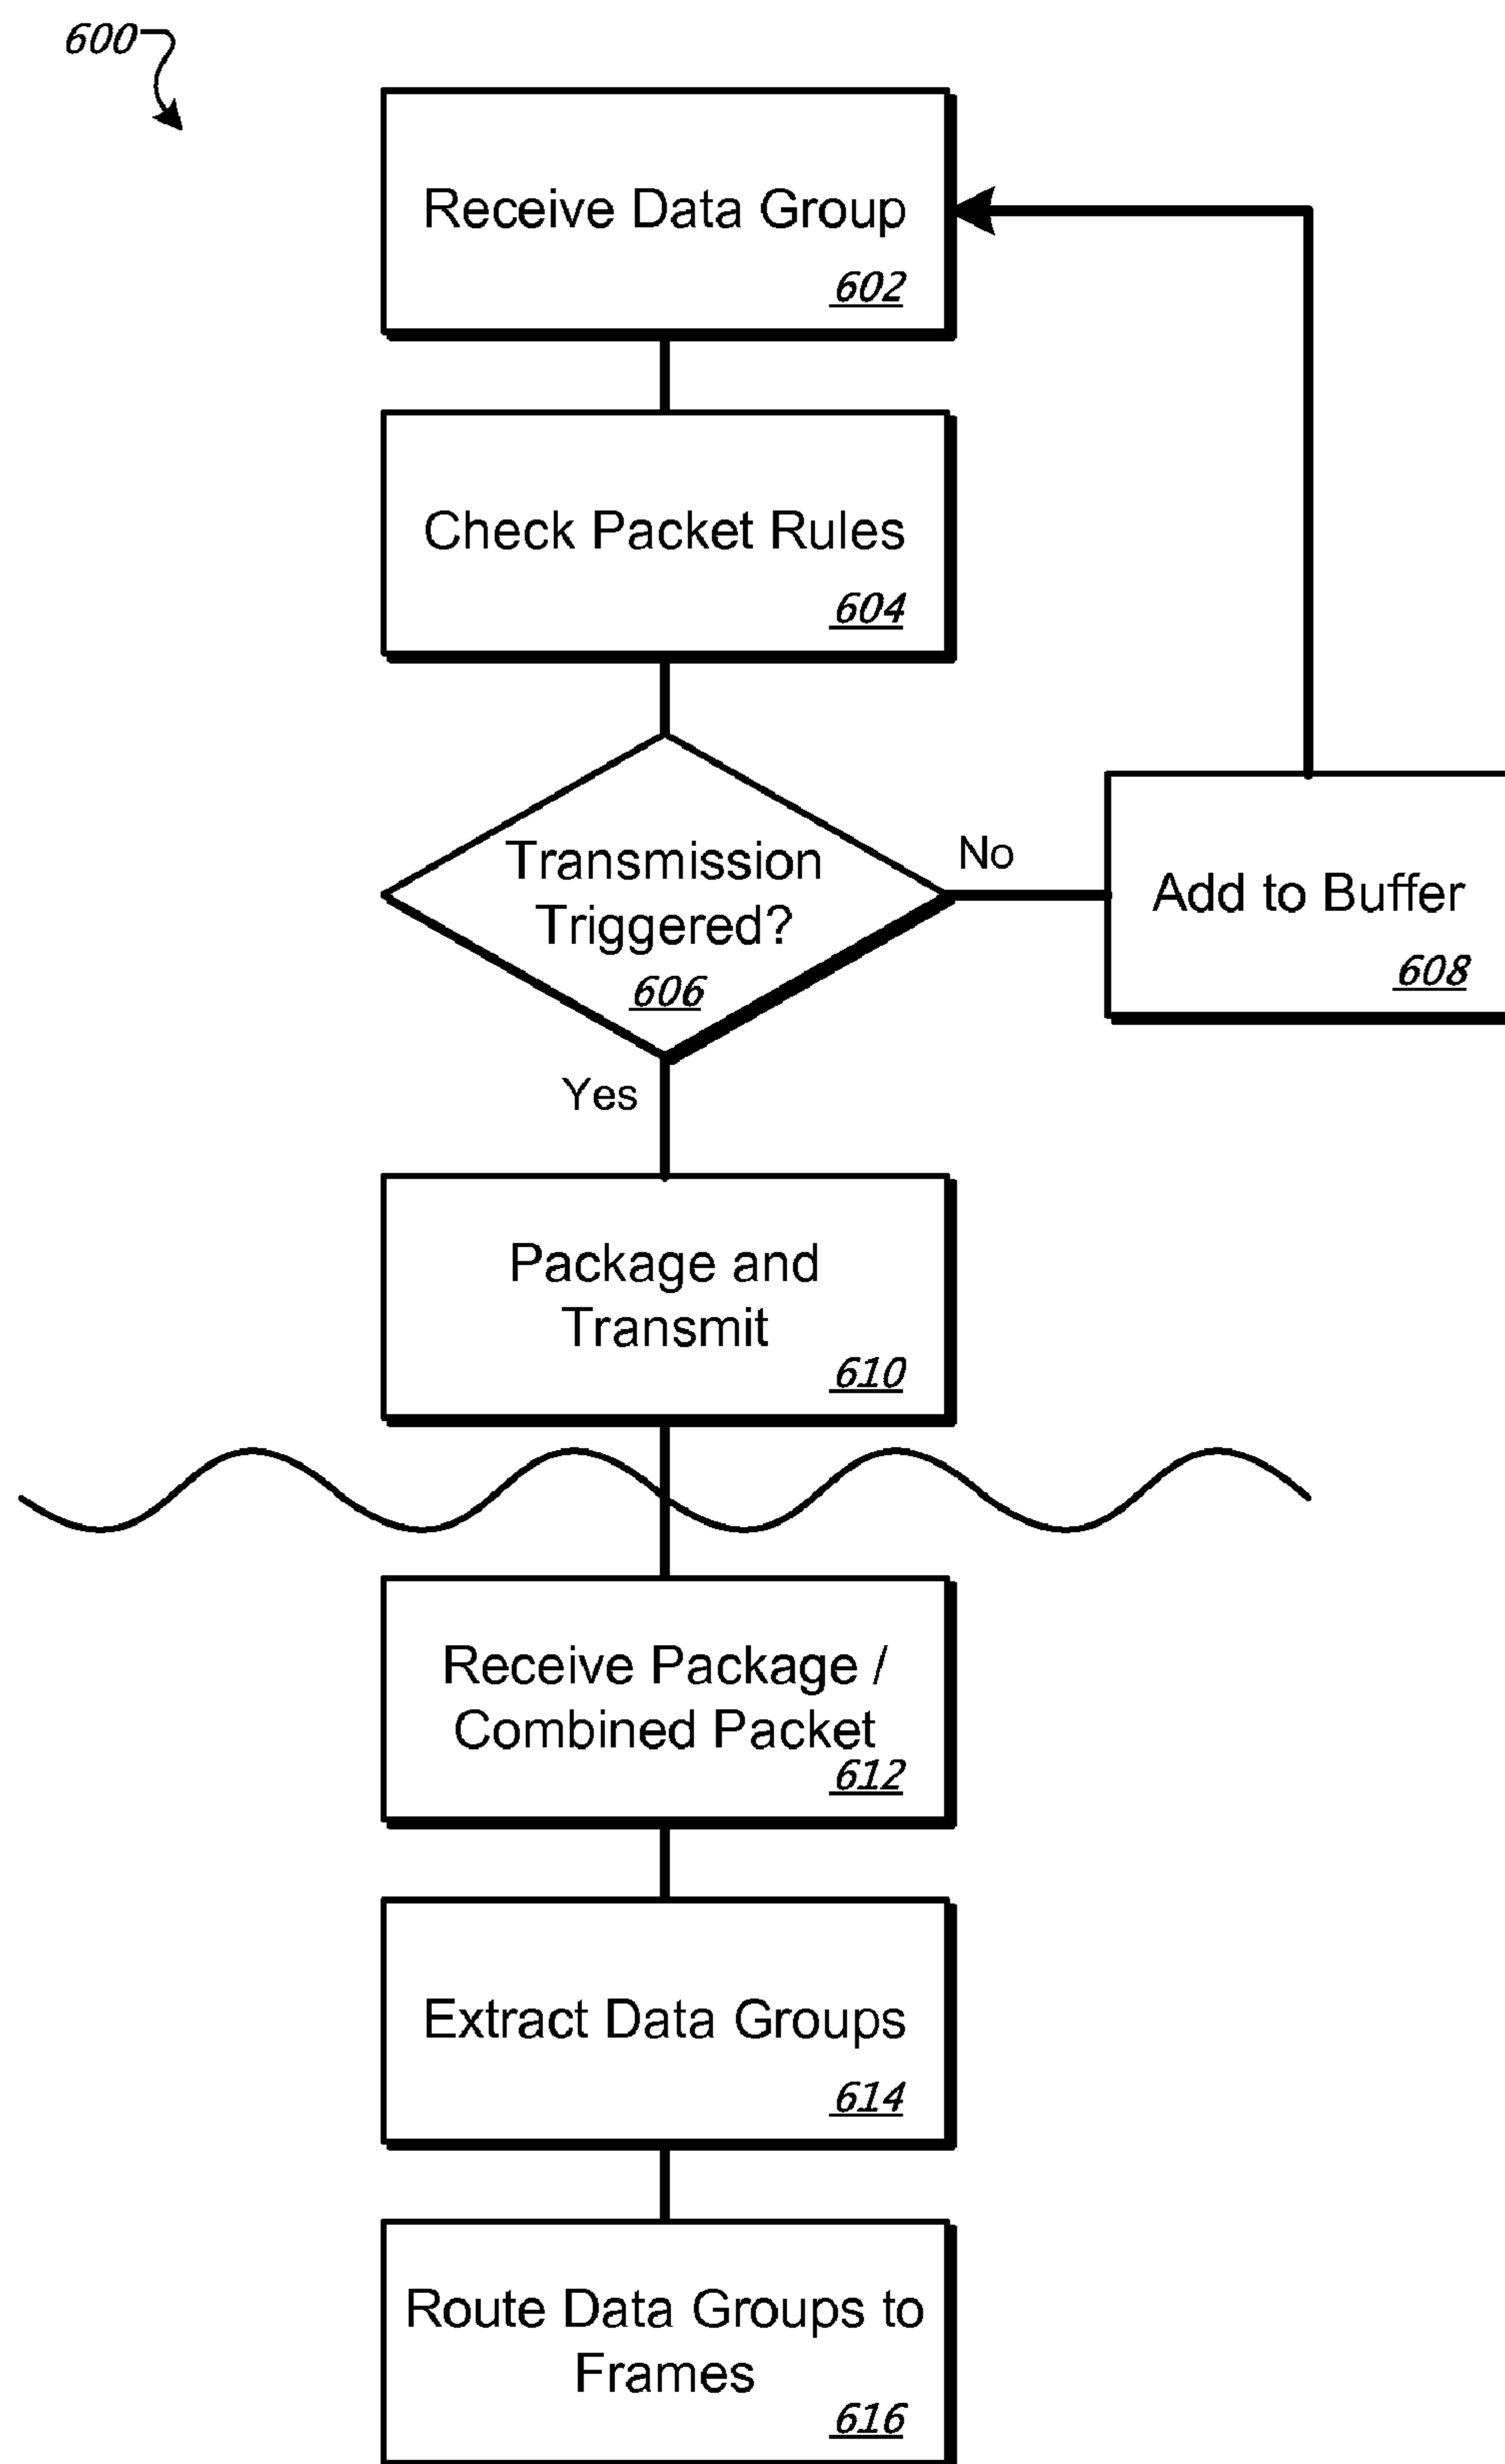 600
Receive Data Group
602
Check Packet Rules
604
Transmission
Triggered?
606
No
Add to Buffer
608
Yes
Package and
Transmit
610
Receive Package /
Combined Packet
612
Extract Data Groups
614
Route Data Groups to
Frames
616